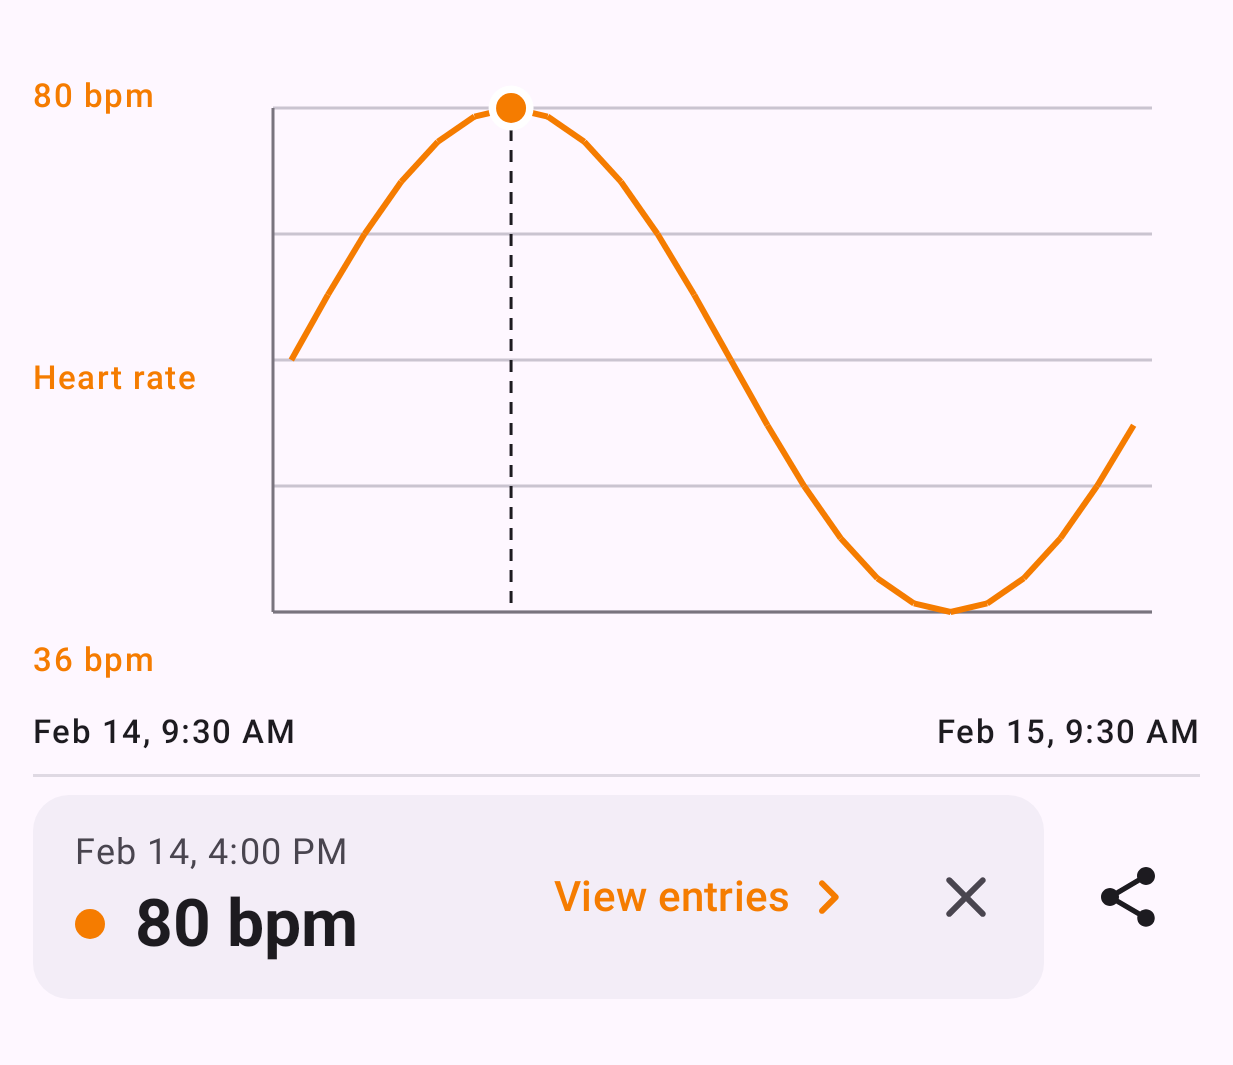 80 bpm
Heart rate
36 bpm
Feb 14, 9:30 AM
Feb 15, 9:30 AM
Feb 14, 4:00 PM
80 bpm
View entries